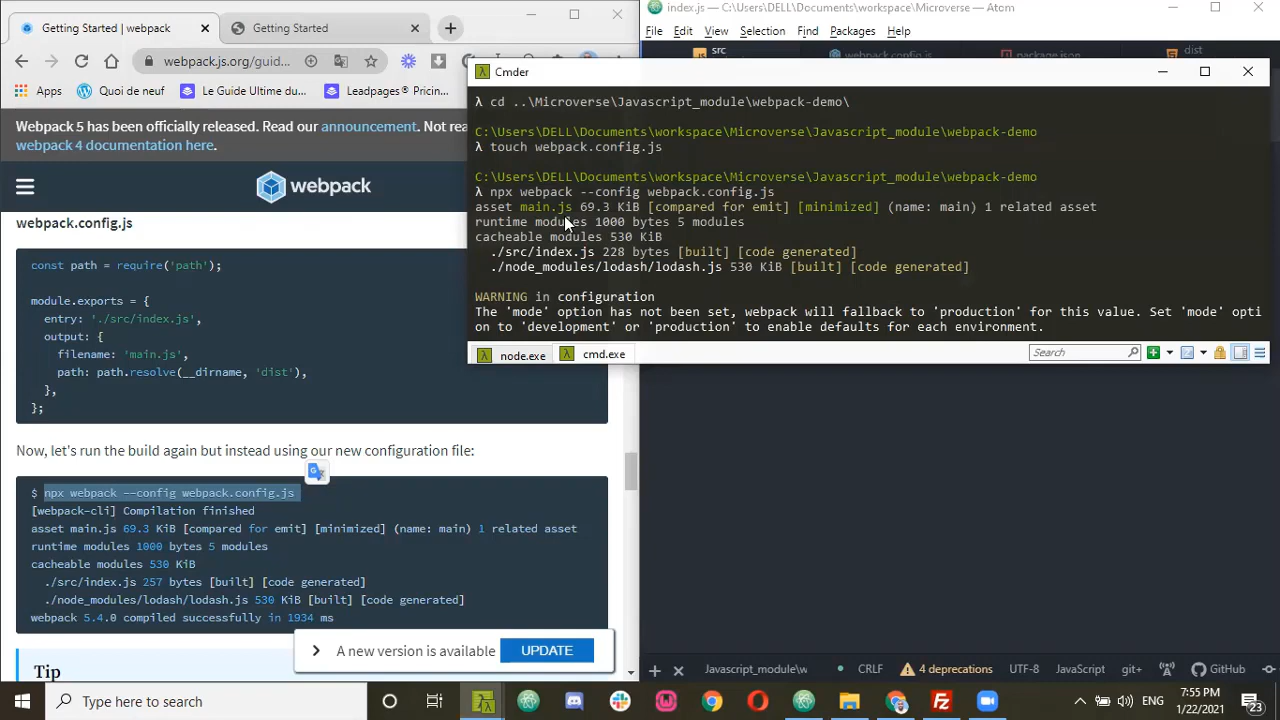 Getting Started | webpack
Getting Started
webpack.js.org/guid...
Apps
Quoi de neuf
Le Guide Ultime du...
Leadpages : Creat
Webpack 5 has been officially released. Read our announcement. Not rea
webpack 4 documentation here.
webpack
webpack.config.js
const path = require('path');
module.exports = {
entry: './src/index.js',
output: {
filename: 'main.js',
path: path.resolve(__dirname, 'dist'),
},
};
Now, let's run the build again but instead using our new configuration file:
$ npx webpack --config webpack.config.js
[webpack-cli] Compilation finished
asset main.js 69.3 KiB [compared for emit] [minimized] (name: main) 1 related asset
runtime modules 1000 bytes 5 modules
cacheable modules 530 KiB
./src/index.js 257 bytes [built] [code generated]
./node_modules/lodash/lodash.js 530 KiB [built] [code generated]
webpack 5.4.0 compiled successfully in 1934 ms
Tip
A new version is available
UPDATE
index.js — C:\Users\DELL\Documents\workspace\Microverse — Atom
File Edit View Selection Find Packages Help
src
webpack.config.js
package.json
dist
Cmder
λ cd ..\Microverse\Javascript_module\webpack-demo\
C:\Users\DELL\Documents\workspace\Microverse\Javascript_module\webpack-demo
λ touch webpack.config.js
C:\Users\DELL\Documents\workspace\Microverse\Javascript_module\webpack-demo
λ npx webpack --config webpack.config.js
asset main.js 69.3 KiB [compared for emit] [minimized] (name: main) 1 related asset
runtime modules 1000 bytes 5 modules
cacheable modules 530 KiB
./src/index.js 228 bytes [built] [code generated]
./node_modules/lodash/lodash.js 530 KiB [built] [code generated]
WARNING in configuration
The 'mode' option has not been set, webpack will fallback to 'production' for this value. Set 'mode' opti
on to 'development' or 'production' to enable defaults for each environment.
node.exe
cmd.exe
Search
Javascript_module\w
CRLF
4 deprecations
UTF-8
JavaScript
git+
GitHub
Type here to search
ENG
7:55 PM
1/22/2021
23